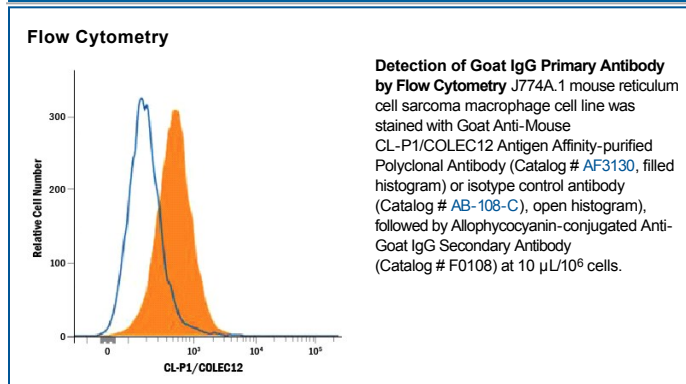 Flow Cytometry
Detection of Goat IgG Primary Antibody
by Flow Cytometry J774A.1 mouse reticulum
cell sarcoma macrophage cell line was
stained with Goat Anti-Mouse
CL-P1/COLEC12 Antigen Affinity-purified
Polyclonal Antibody (Catalog # AF3130, filled
histogram) or isotype control antibody
(Catalog # AB-108-C), open histogram),
followed by Allophycocyanin-conjugated Anti-
Goat IgG Secondary Antibody
(Catalog # F0108) at 10 µL/10⁶ cells.
Relative Cell Number
300
200
100
0
0 10³ 10⁴ 10⁵
CL-P1/COLEC12